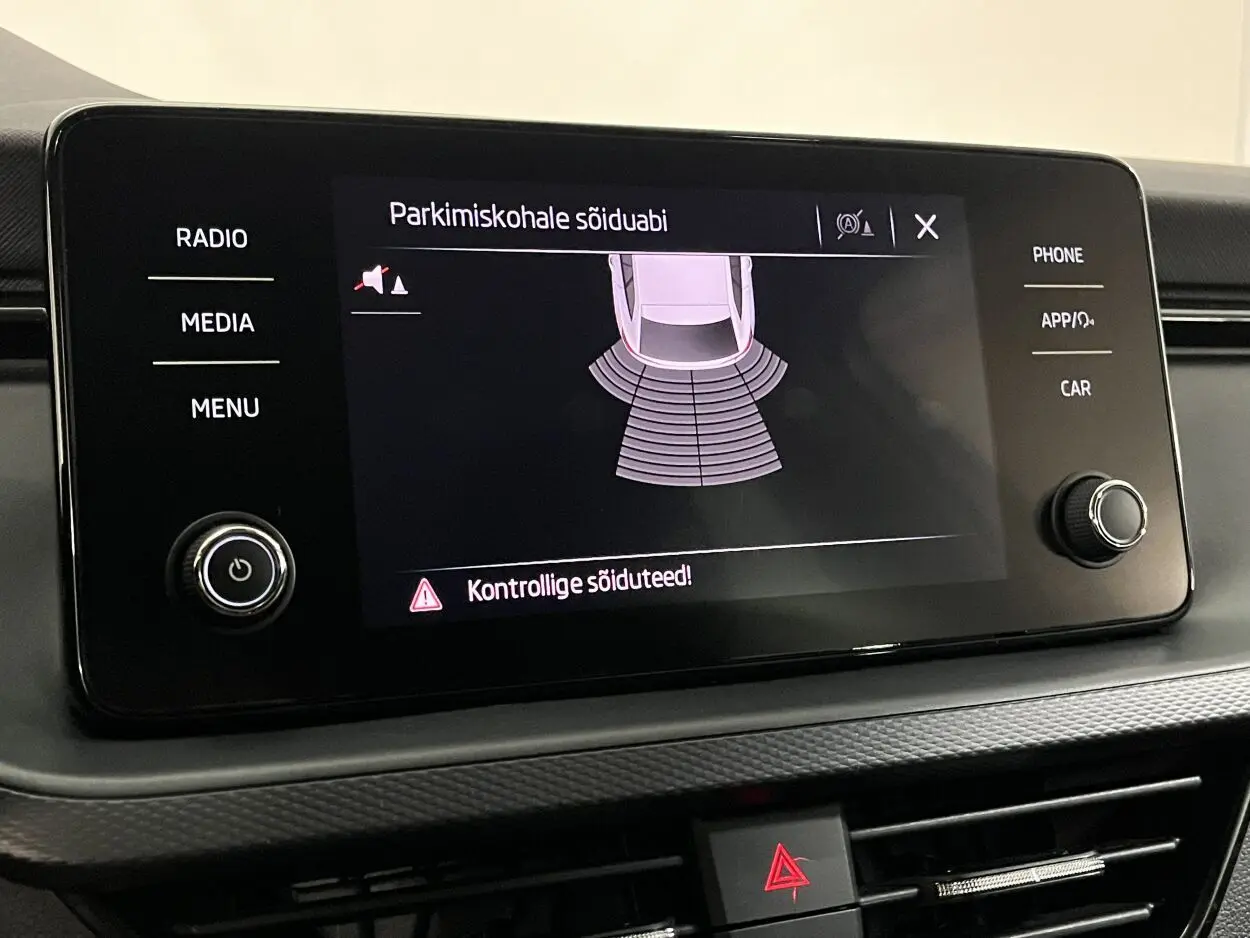 Parkimiskohale sõiduabi
RADIO
MEDIA
MENU
PHONE
APP/
CAR
Kontrollige sõiduteed!